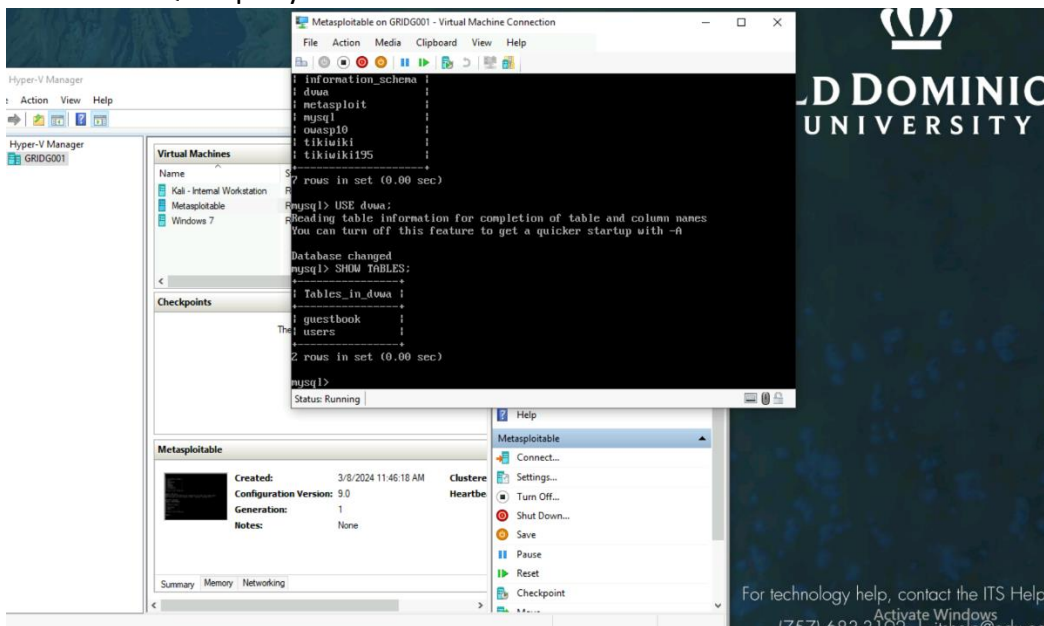 Metasploitable on GRIDG001 - Virtual Machine Connection
File Action Media Clipboard View Help
information_schema
dvwa
metasploit
mysql
owasp10
tikiwiki
tikiwiki195
7 rows in set (0.00 sec)
mysql> USE dvwa;
Reading table information for completion of table and column names
You can turn off this feature to get a quicker startup with -A
Database changed
mysql> SHOW TABLES;
Tables_in_dvwa
guestbook
users
2 rows in set (0.00 sec)
mysql>
Status: Running
Hyper-V Manager
Action View Help
Hyper-V Manager
GRIDG001
Virtual Machines
Name
Kali - Internal Workstation
Metasploitable
Windows 7
Checkpoints
The
Metasploitable
Created: 3/8/2024 11:46:18 AM Clustere
Configuration Version: 9.0 Heartbe
Generation: 1
Notes: None
Summary Memory Networking
Help
Metasploitable
Connect...
Settings...
Turn Off...
Shut Down...
Save
Pause
Reset
Checkpoint
LD DOMINIO
UNIVERSITY
For technology help, contact the ITS Help
Activate Windows